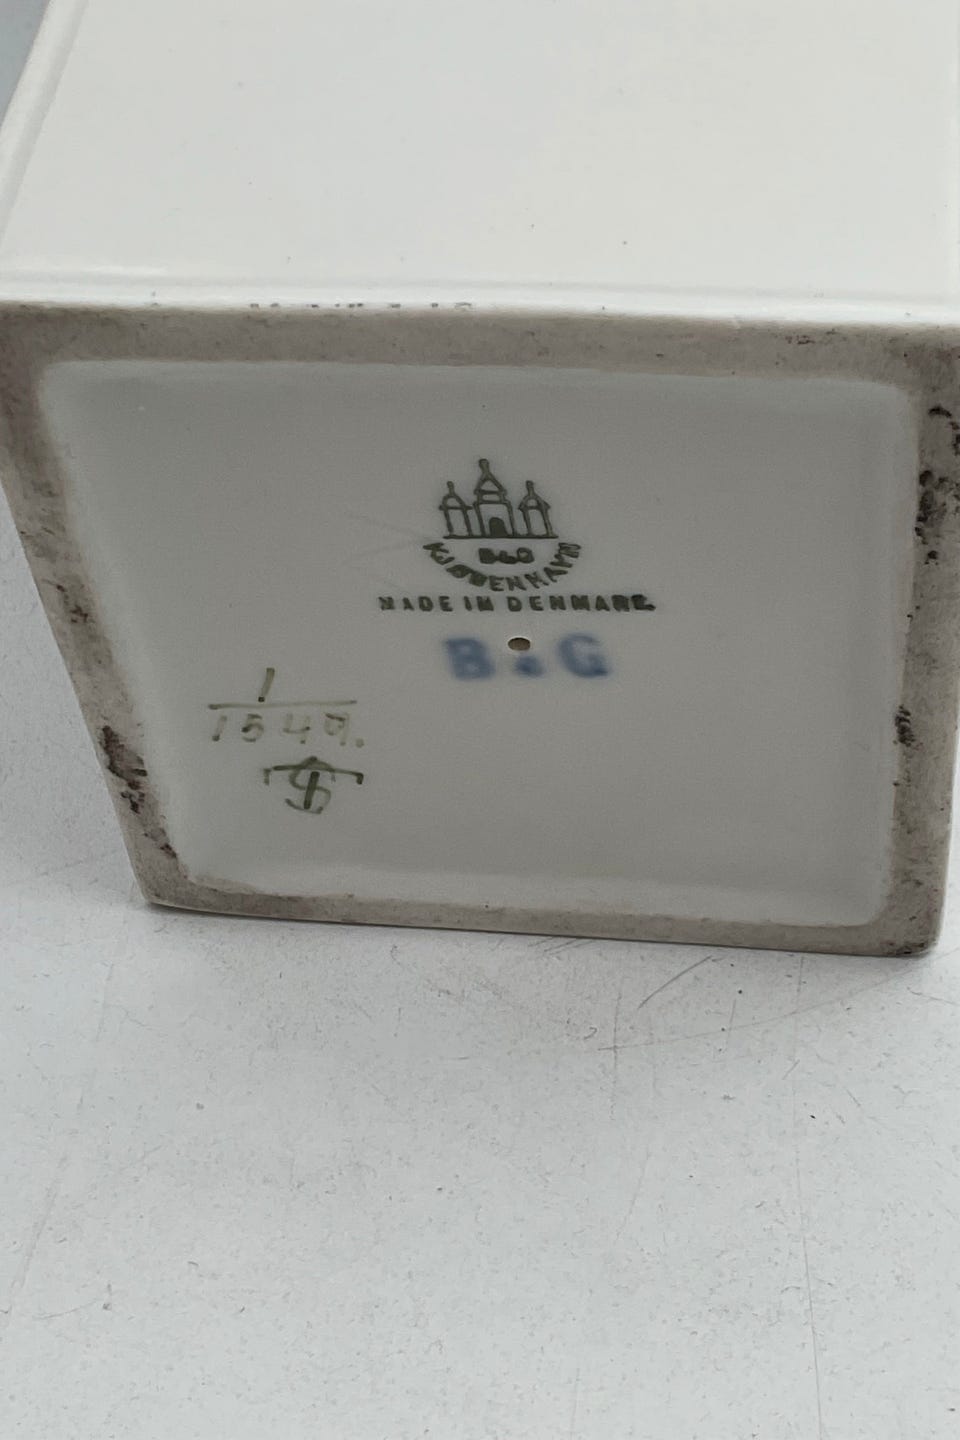 B&G
KJØBENHAVN
MADE IN DENMARK.
B&G
1
1549.